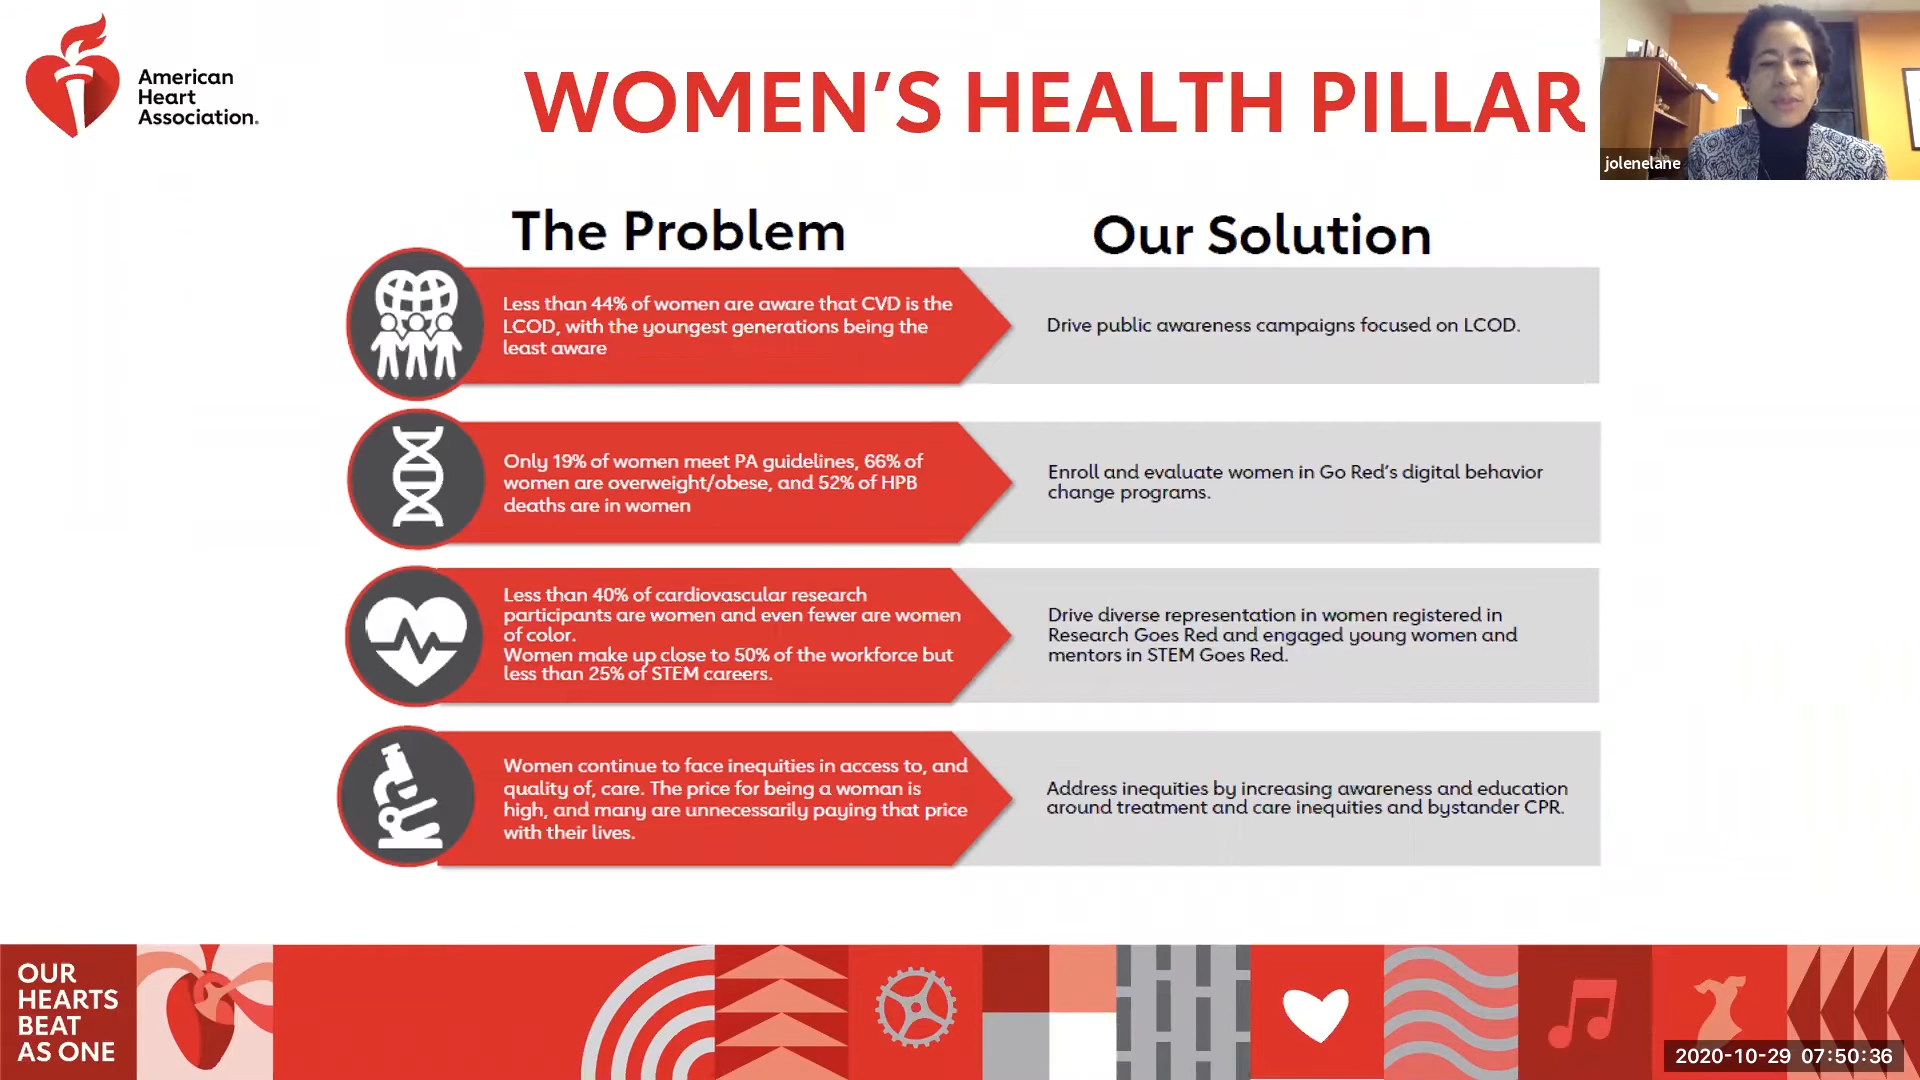 American
Heart
Association.
WOMEN'S HEALTH PILLAR
jolenelane
The Problem
Our Solution
Less than 44% of women are aware that CVD is the
LCOD, with the youngest generations being the
least aware
Drive public awareness campaigns focused on LCOD.
Only 19% of women meet PA guidelines, 66% of
women are overweight/obese, and 52% of HPB
deaths are in women
Enroll and evaluate women in Go Red's digital behavior
change programs.
Less than 40% of cardiovascular research
participants are women and even fewer are women
of color.
Women make up close to 50% of the workforce but
less than 25% of STEM careers.
Drive diverse representation in women registered in
Research Goes Red and engaged young women and
mentors in STEM Goes Red.
Women continue to face inequities in access to, and
quality of, care. The price for being a woman is
high, and many are unnecessarily paying that price
with their lives.
Address inequities by increasing awareness and education
around treatment and care inequities and bystander CPR.
OUR
HEARTS
BEAT
AS ONE
2020-10-29 07:50:36